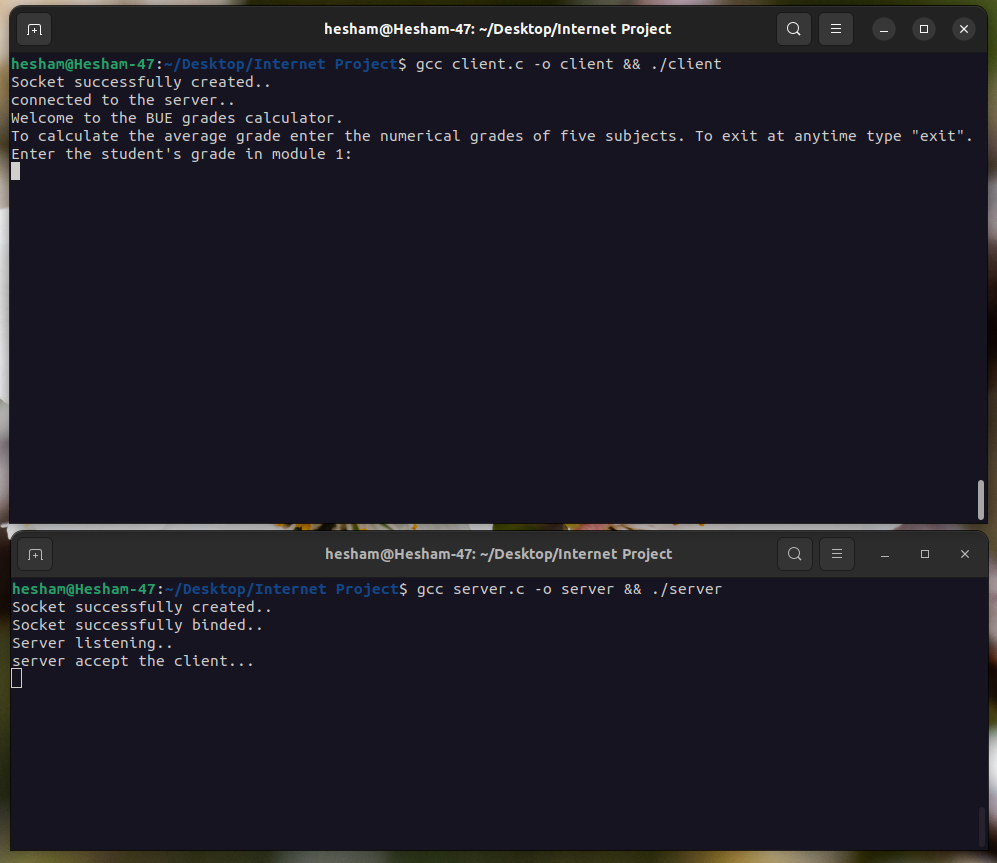 hesham@Hesham-47: ~/Desktop/Internet Project
hesham@Hesham-47:~/Desktop/Internet Project$ gcc client.c -o client && ./client
Socket successfully created..
connected to the server..
Welcome to the BUE grades calculator.
To calculate the average grade enter the numerical grades of five subjects. To exit at anytime type "exit".
Enter the student's grade in module 1:
hesham@Hesham-47: ~/Desktop/Internet Project
hesham@Hesham-47:~/Desktop/Internet Project$ gcc server.c -o server && ./server
Socket successfully created..
Socket successfully binded..
Server listening..
server accept the client...